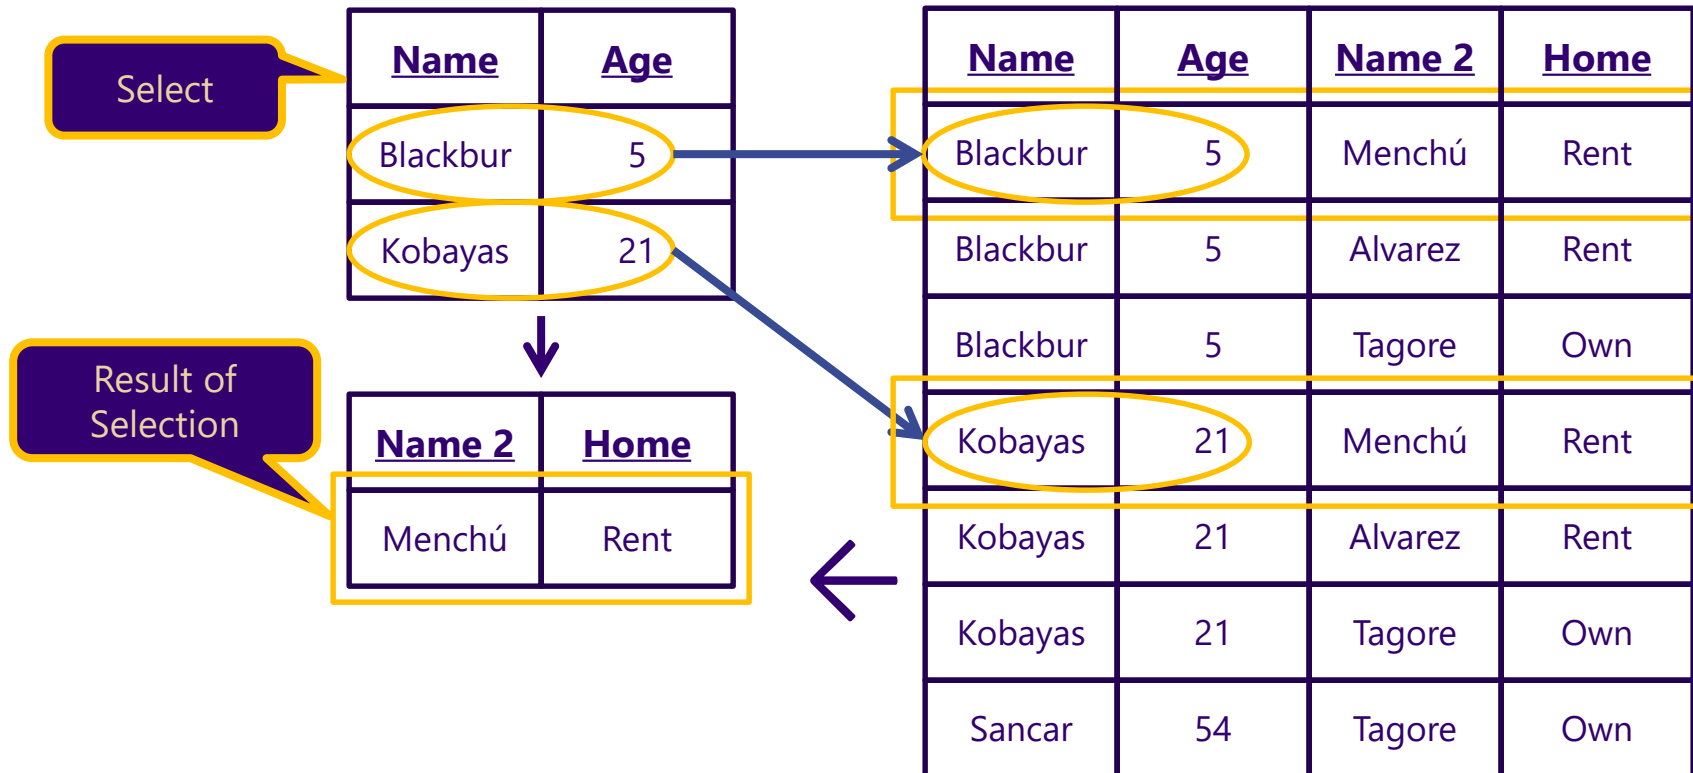 Select
Name Age
Blackbur 5
Kobayas 21
Result of
Selection
Name 2 Home
Menchú Rent
Name Age Name 2 Home
Blackbur 5 Menchú Rent
Blackbur 5 Alvarez Rent
Blackbur 5 Tagore Own
Kobayas 21 Menchú Rent
Kobayas 21 Alvarez Rent
Kobayas 21 Tagore Own
Sancar 54 Tagore Own